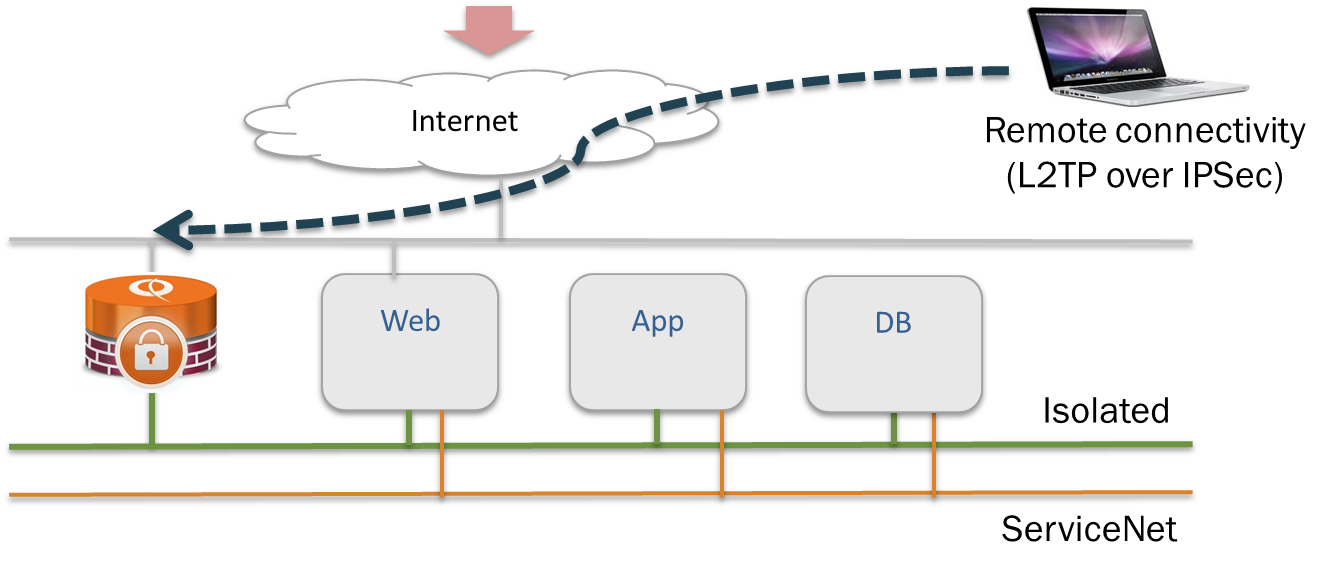 Internet
Remote connectivity
(L2TP over IPSec)
Web
App
DB
Isolated
ServiceNet